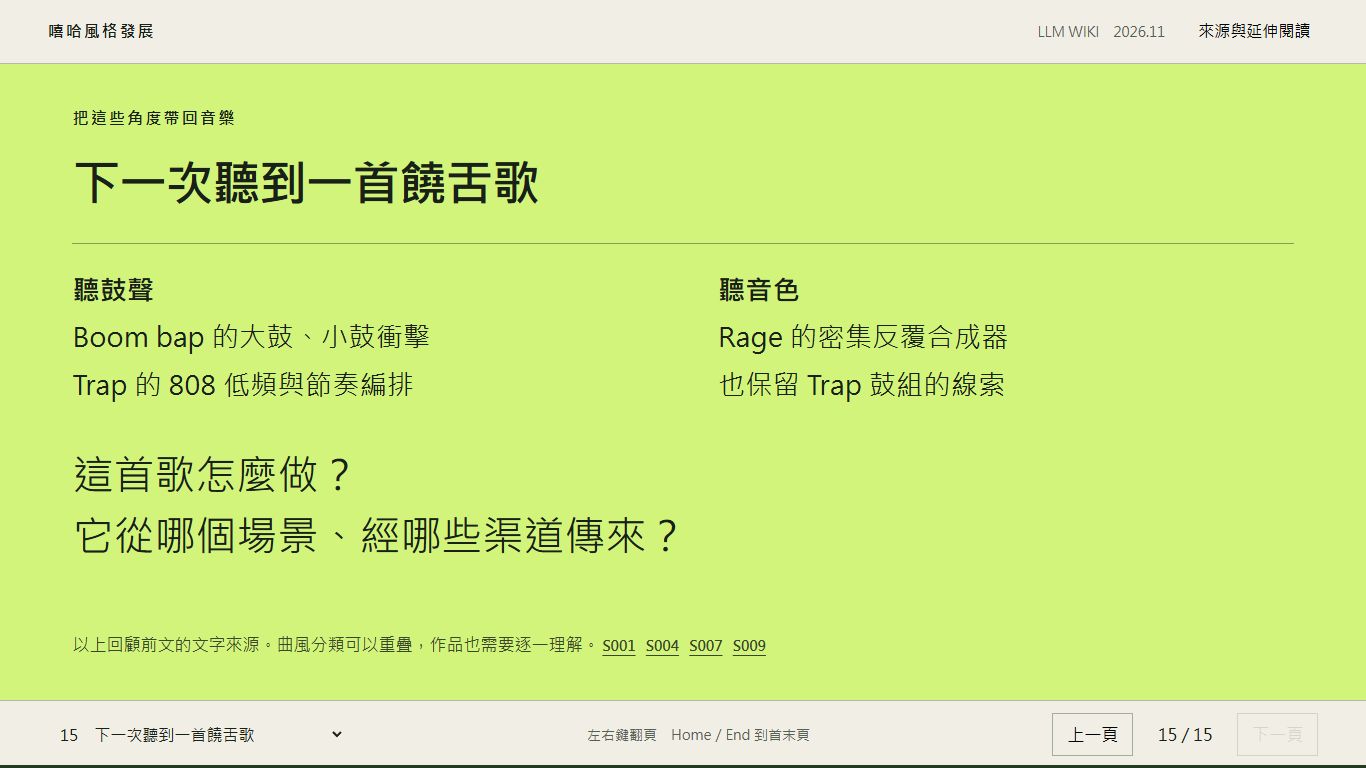 嘻哈風格發展
LLM WIKI 2026.11 來源與延伸閱讀
把這些角度帶回音樂
下一次聽到一首饒舌歌
聽鼓聲
Boom bap 的大鼓、小鼓衝擊
Trap 的 808 低頻與節奏編排
聽音色
Rage 的密集反覆合成器
也保留 Trap 鼓組的線索
這首歌怎麼做？
它從哪個場景、經哪些渠道傳來？
以上回顧前文的文字來源。曲風分類可以重疊，作品也需要逐一理解。 S001 S004 S007 S009
15 下一次聽到一首饒舌歌
左右鍵翻頁 Home / End 到首末頁
上一頁 15 / 15 下一頁